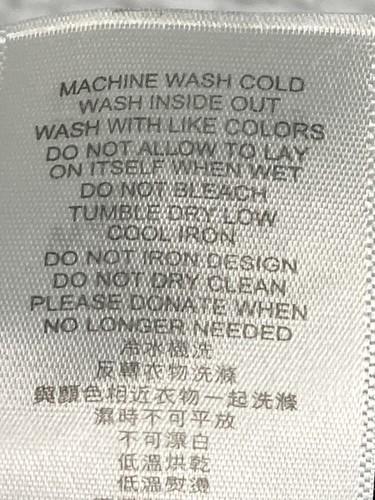 MACHINE WASH COLD
WASH INSIDE OUT
WASH WITH LIKE COLORS
DO NOT ALLOW TO LAY
ON ITSELF WHEN WET
DO NOT BLEACH
TUMBLE DRY LOW
COOL IRON
DO NOT IRON DESIGN
DO NOT DRY CLEAN
PLEASE DONATE WHEN
NO LONGER NEEDED
冷水機洗
反轉衣物洗滌
與顏色相近衣物一起洗滌
濕時不可平放
不可漂白
低溫烘乾
低溫熨燙